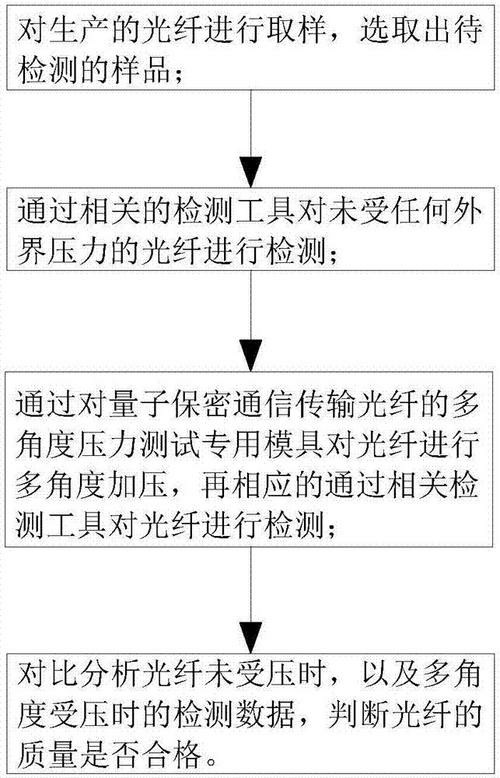 对生产的光纤进行取样，选取出待
检测的样品；
通过相关的检测工具对未受任何外
界压力的光纤进行检测；
通过对量子保密通信传输光纤的多
角度压力测试专用模具对光纤进行
多角度加压，再相应的通过相关检
测工具对光纤进行检测；
对比分析光纤未受压时，以及多角
度受压时的检测数据，判断光纤的
质量是否合格。